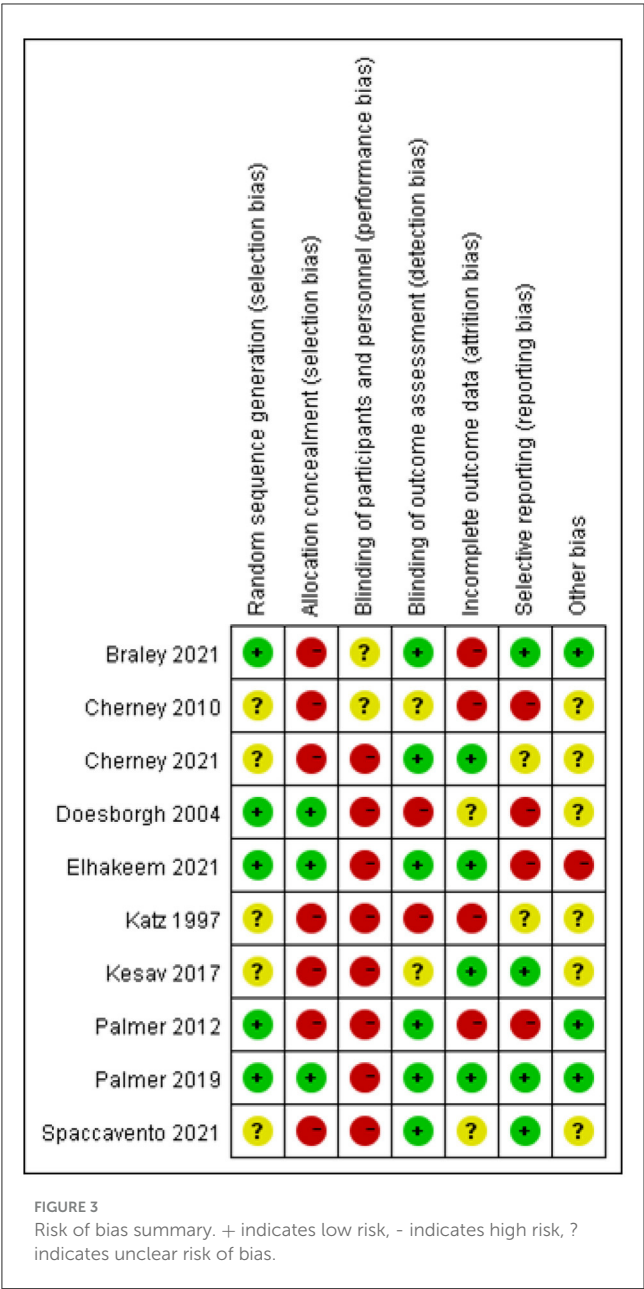 Random sequence generation (selection bias)
Allocation concealment (selection bias)
Blinding of participants and personnel (performance bias)
Blinding of outcome assessment (detection bias)
Incomplete outcome data (attrition bias)
Selective reporting (reporting bias)
Other bias
Braley 2021 + - ? + - + +
Cherney 2010 ? - ? ? - - ?
Cherney 2021 ? - - + + ? ?
Doesborgh 2004 + + - - ? - ?
Elhakeem 2021 + + - + + - -
Katz 1997 ? - - - - ? ?
Kesav 2017 ? - - ? + + ?
Palmer 2012 + - - + - - +
Palmer 2019 + + - + + + +
Spaccavento 2021 ? - - + ? + ?
FIGURE 3
Risk of bias summary. + indicates low risk, - indicates high risk, ?
indicates unclear risk of bias.